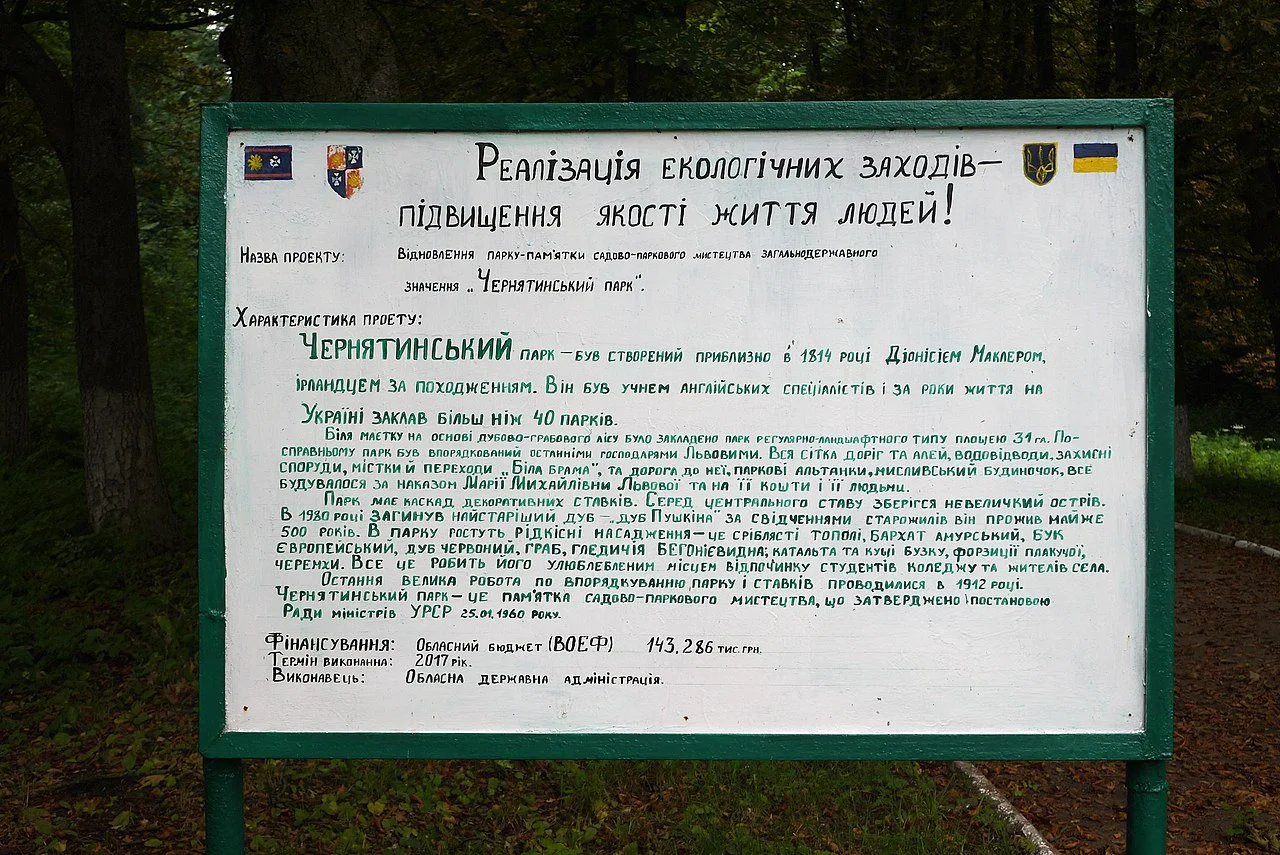 Реалізація екологічних заходів—
підвищення якості життя людей!
Назва проекту: Відновлення парку-пам'ятки садово-паркового мистецтва загальнодержавного
значення „Чернятинський парк".
Характеристика проету:
Чернятинський парк – був створений приблизно в 1814 році Діонісієм Маклером,
ірландцем за походженням. Він був учнем англійських спеціалістів і за роки життя на
Україні заклав більш ніж 40 парків.
Біля маєтку на основі дубово-грабового лісу було закладено парк регулярно-ландшафтного типу площею 31 га. По-
справньому парк був впорядкований останніми господарями Львовими. Вся сітка доріг та алей, водовідводи, захисні
споруди, містки й переходи „Біла брама", та дорога до неї, паркові альтанки, мисливський будиночок, все
будувалося за наказом Марії Михайлівни Львової та на її кошти і її людьми.
Парк має каскад декоративних ставків. Серед центрального ставу зберігся невеличкий острів.
В 1980 році загинув найстаріший дуб – „дуб Пушкіна" за свідченнями старожилів він прожив майже
500 років. В парку ростуть рідкісні насадження – це сріблясті тополі, бархат амурський, бук
європейський, дуб червоний, граб, гледичія бегонієвидна; катальта та кущі бузку, форзиції плакучої,
черемхи. Все це робить його улюбленим місцем відпочинку студентів коледжу та жителів села.
Остання велика робота по впорядкуванню парку і ставків проводилися в 1912 році.
Чернятинський парк – це пам'ятка садово-паркового мистецтва, що затверджено постановою
Ради міністрів УРСР 25.01.1960 року.
Фінансування: Обласний бюджет (ВОЕФ) 143.286 тис. грн.
Термін виконання: 2017 рік.
Виконавець: Обласна державна адміністрація.